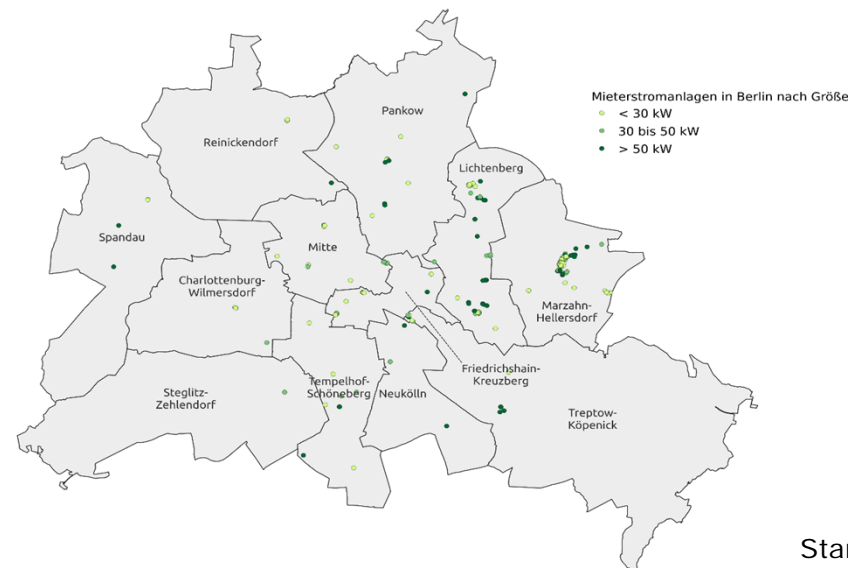 Mieterstromanlagen in Berlin nach Größe
< 30 kW
30 bis 50 kW
> 50 kW
Pankow
Reinickendorf
Lichtenberg
Spandau
Mitte
Charlottenburg-
Wilmersdorf
Marzahn-
Hellersdorf
Friedrichshain-
Kreuzberg
Tempelhof-
Schöneberg
Neukölln
Steglitz-
Zehlendorf
Treptow-
Köpenick